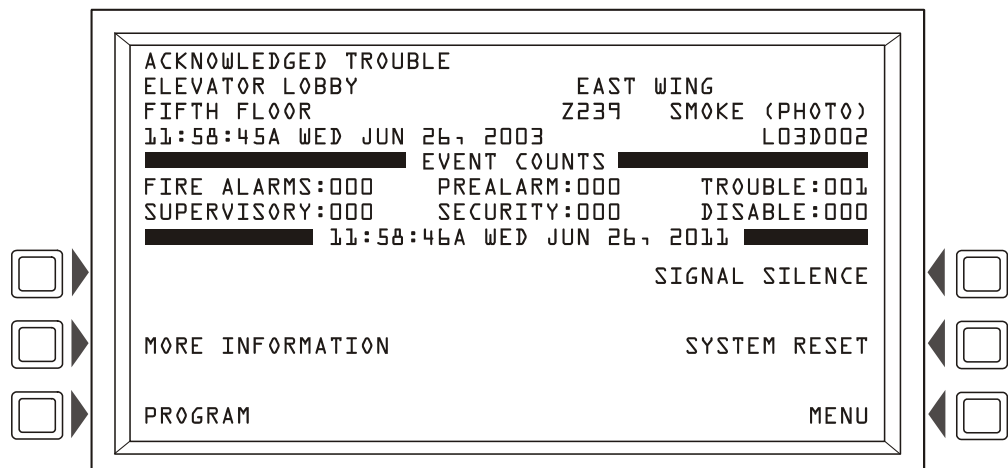 ACKNOWLEDGED TROUBLE
ELEVATOR LOBBY EAST WING
FIFTH FLOOR Z239 SMOKE (PHOTO)
11:58:45A WED JUN 26, 2003 L03D002
EVENT COUNTS
FIRE ALARMS:000 PREALARM:000 TROUBLE:001
SUPERVISORY:000 SECURITY:000 DISABLE:000
11:58:46A WED JUN 26, 2011
SIGNAL SILENCE
MORE INFORMATION SYSTEM RESET
PROGRAM MENU